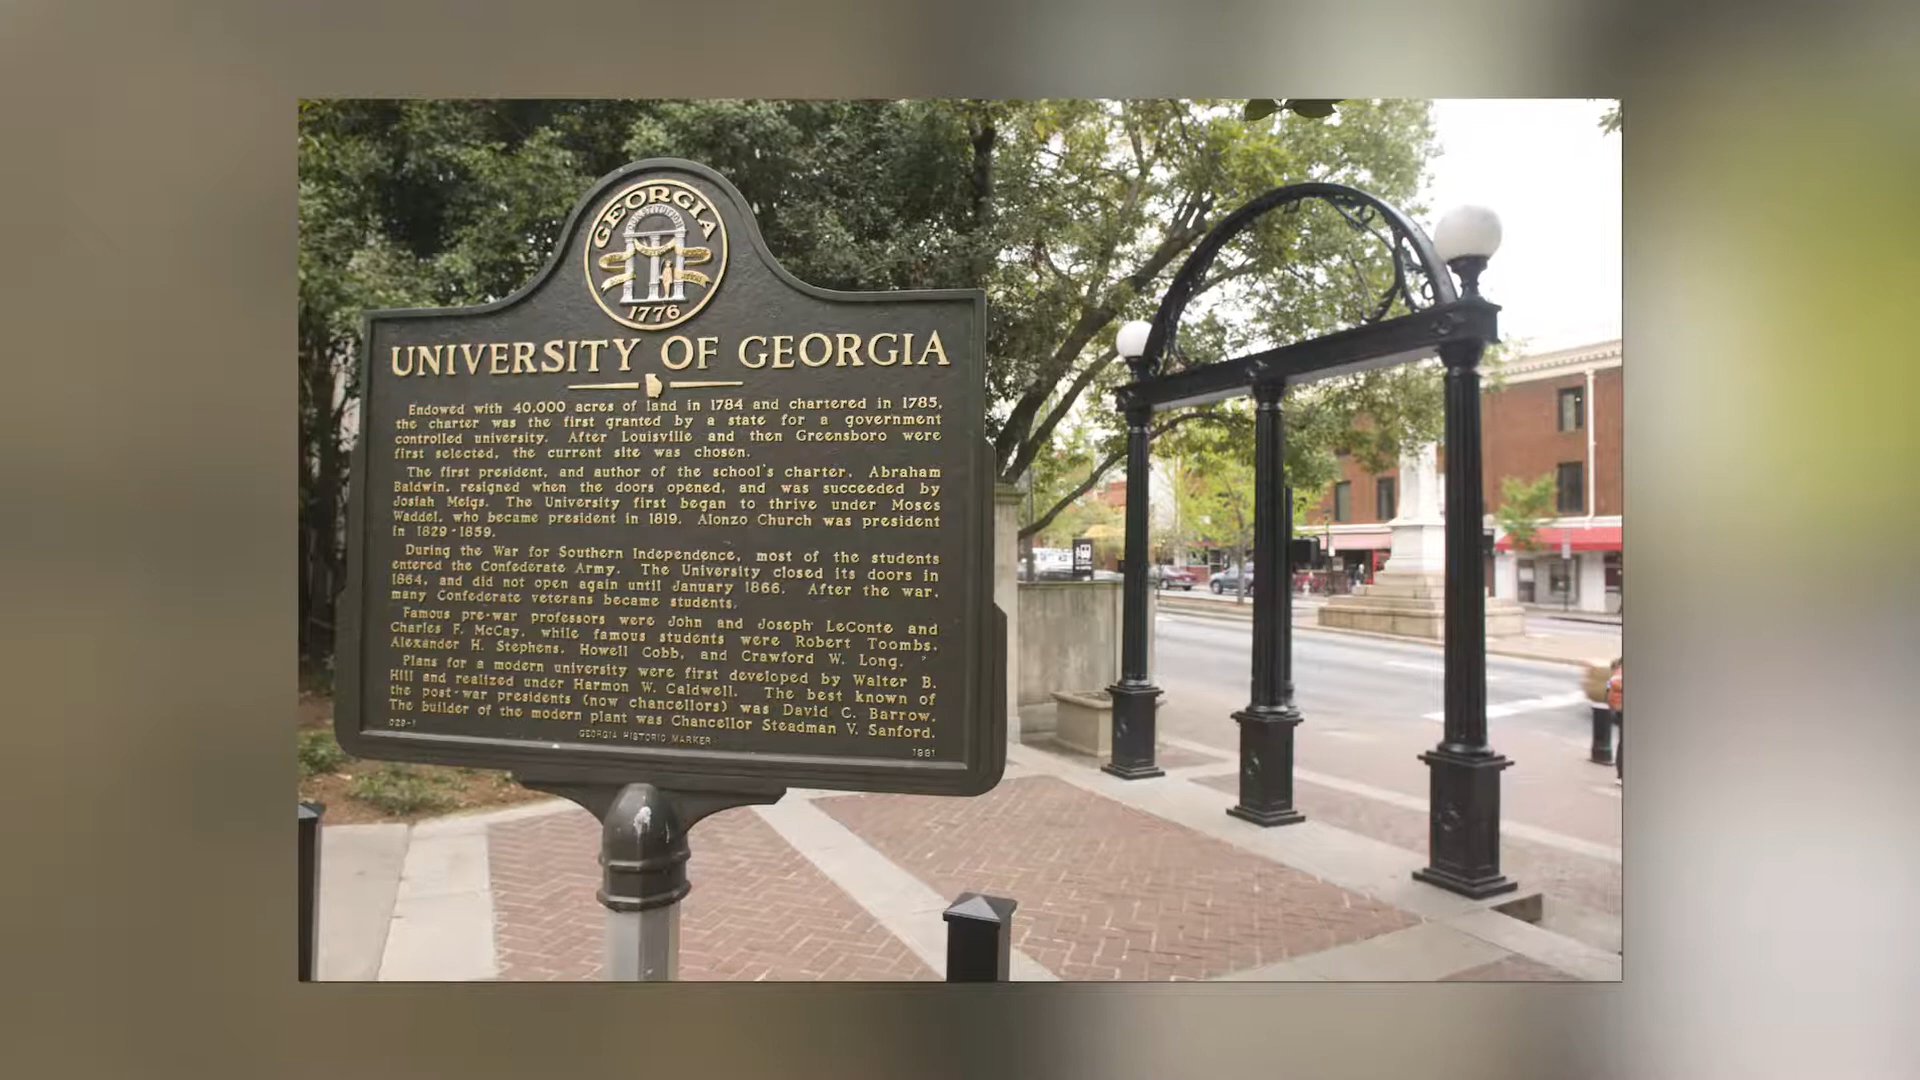 GEORGIA
CONSTITUTION
1776
UNIVERSITY OF GEORGIA
Endowed with 40,000 acres of land in 1784 and chartered in 1785,
the charter was the first granted by a state for a government
controlled university. After Louisville and then Greensboro were
first selected, the current site was chosen.
The first president, and author of the school's charter, Abraham
Baldwin, resigned when the doors opened, and was succeeded by
Josiah Meigs. The University first began to thrive under Moses
Waddel, who became president in 1819. Alonzo Church was president
in 1829-1859.
During the War for Southern Independence, most of the students
entered the Confederate Army. The University closed its doors in
1864, and did not open again until January 1866. After the war,
many Confederate veterans became students.
Famous pre-war professors were John and Joseph LeConte and
Charles F. McCay, while famous students were Robert Toombs,
Alexander H. Stephens, Howell Cobb, and Crawford W. Long.
Plans for a modern university were first developed by Walter B.
Hill and realized under Harmon W. Caldwell. The best known of
the post-war presidents (now chancellors) was David C. Barrow.
The builder of the modern plant was Chancellor Steadman V. Sanford.
029-1
GEORGIA HISTORIC MARKER
1991